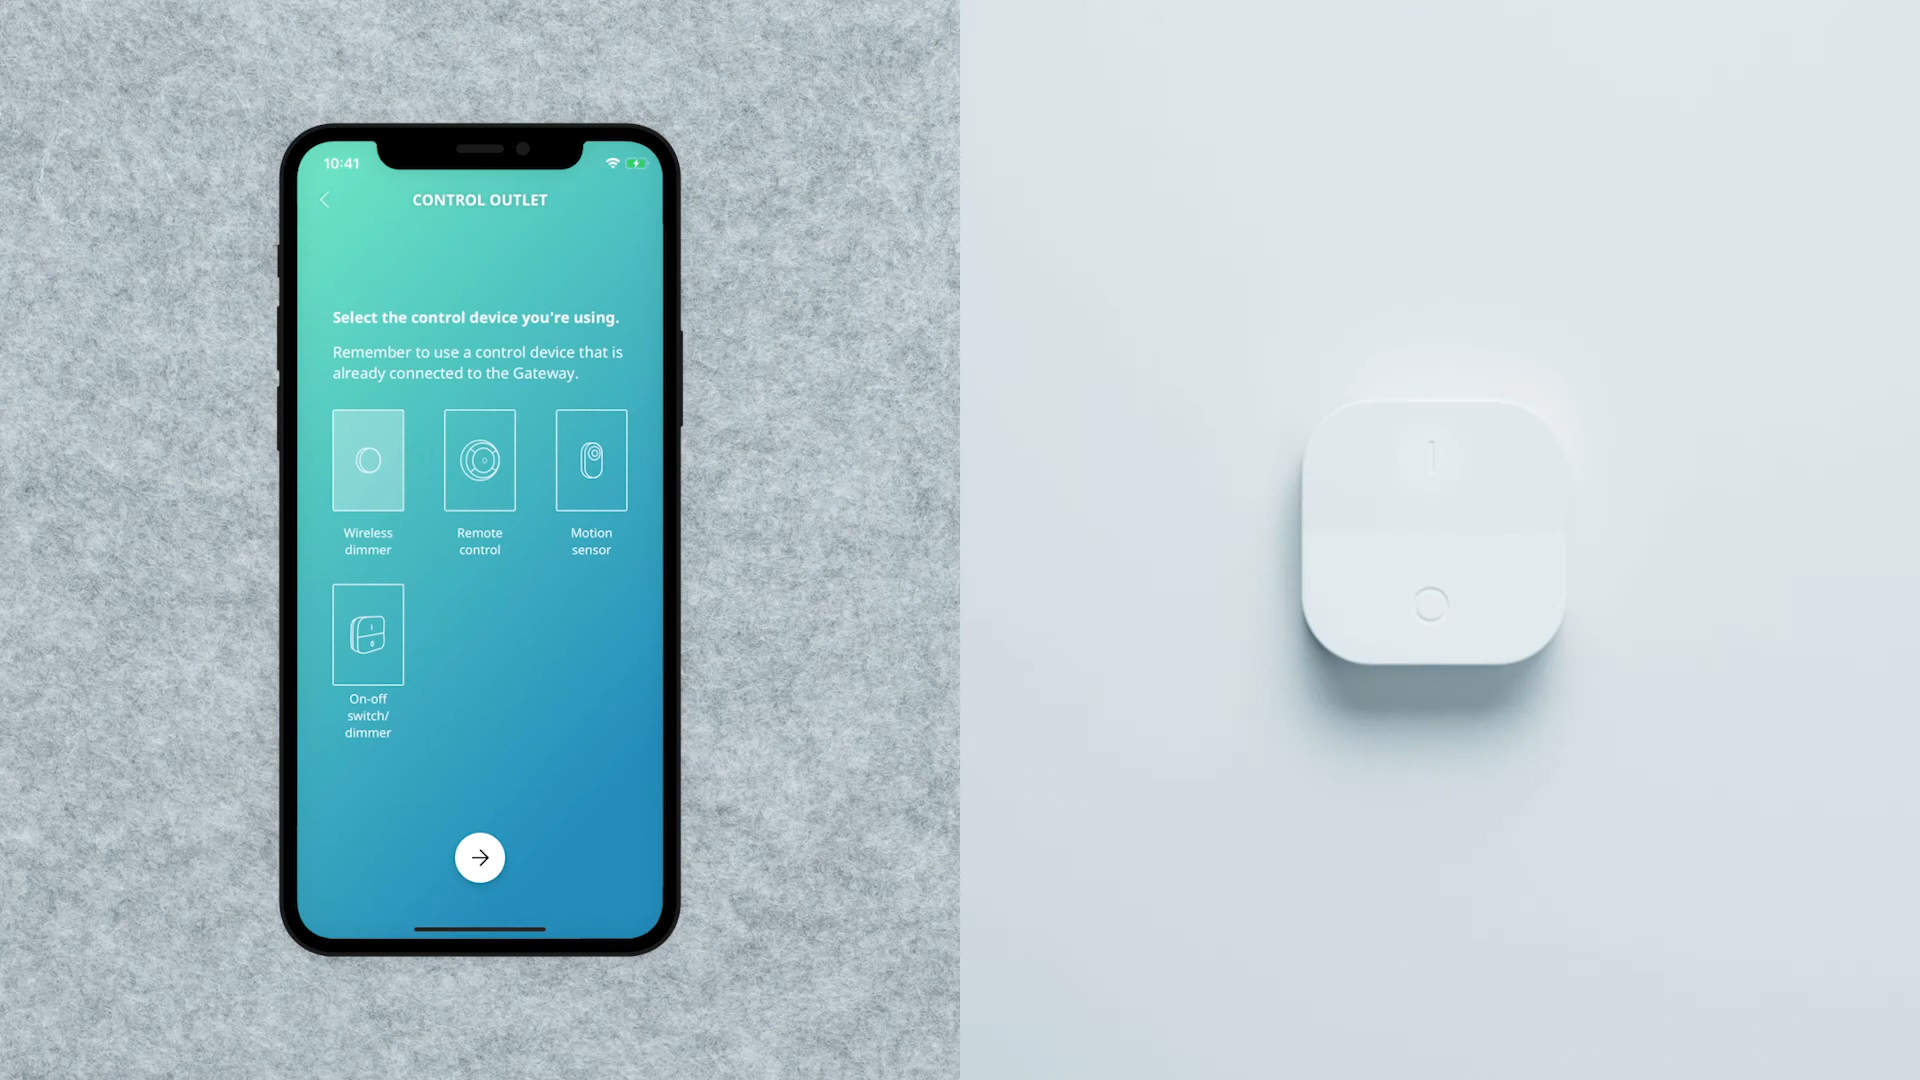 10:41
CONTROL OUTLET
Select the control device you're using.
Remember to use a control device that is
already connected to the Gateway.
Wireless
dimmer
Remote
control
Motion
sensor
On-off
switch/
dimmer